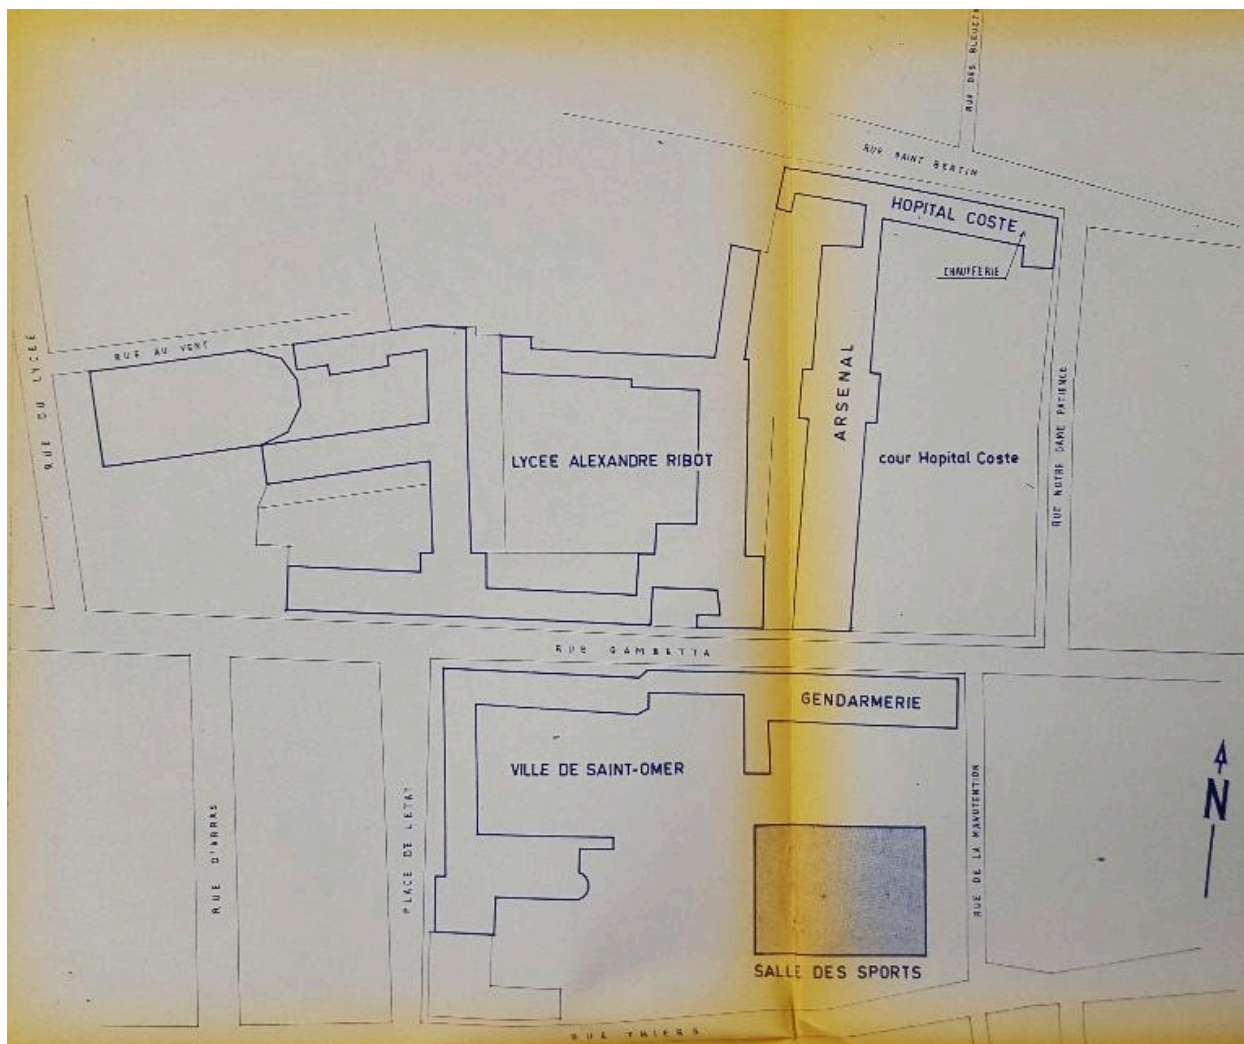 RUE DES BLEUETS
RUE SAINT BERTIN
HOPITAL COSTE
CHAUFFERIE
RUE DU LYCEE
RUE AU VENT
ARSENAL
LYCEE ALEXANDRE RIBOT
cour Hopital Coste
RUE NOTRE DAME PATIENCE
RUE GAMBETTA
GENDARMERIE
VILLE DE SAINT-OMER
N
RUE D'ARRAS
PLACE DE L'ETAT
RUE DE LA MANUTENTION
SALLE DES SPORTS
RUE THIERS